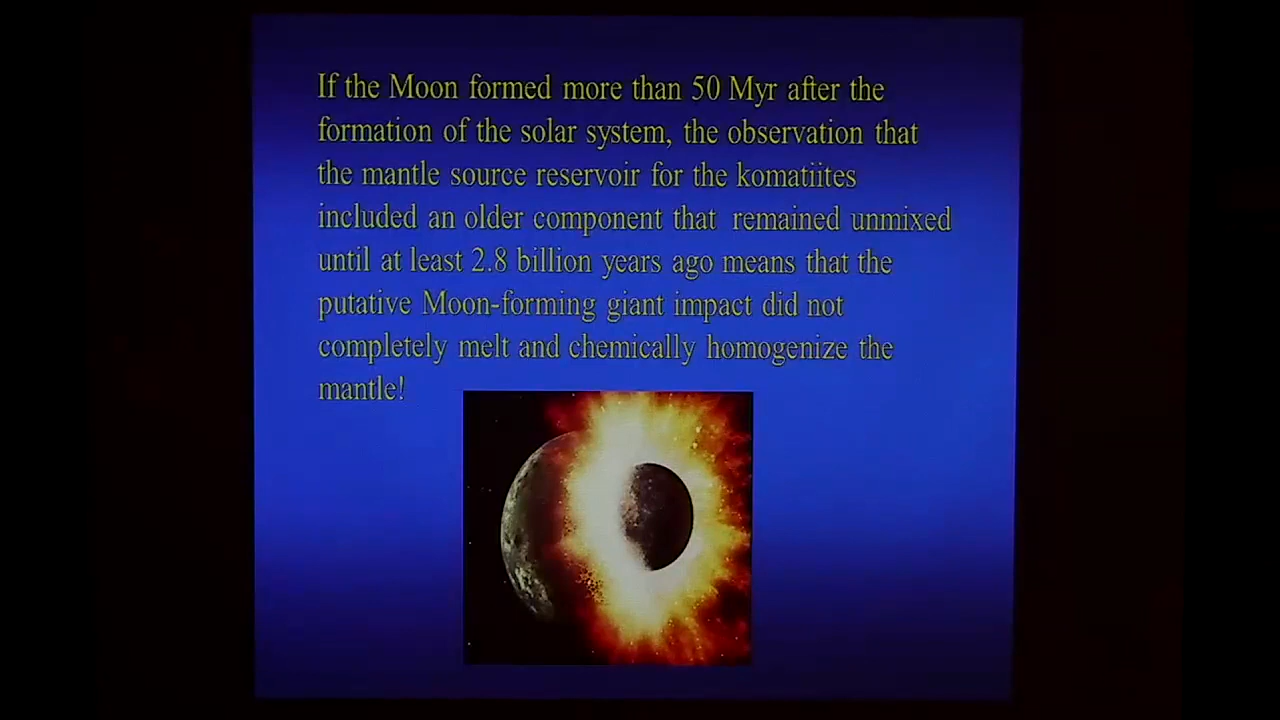 If the Moon formed more than 50 Myr after the
formation of the solar system, the observation that
the mantle source reservoir for the komatiites
included an older component that remained unmixed
until at least 2.8 billion years ago means that the
putative Moon-forming giant impact did not
completely melt and chemically homogenize the
mantle!